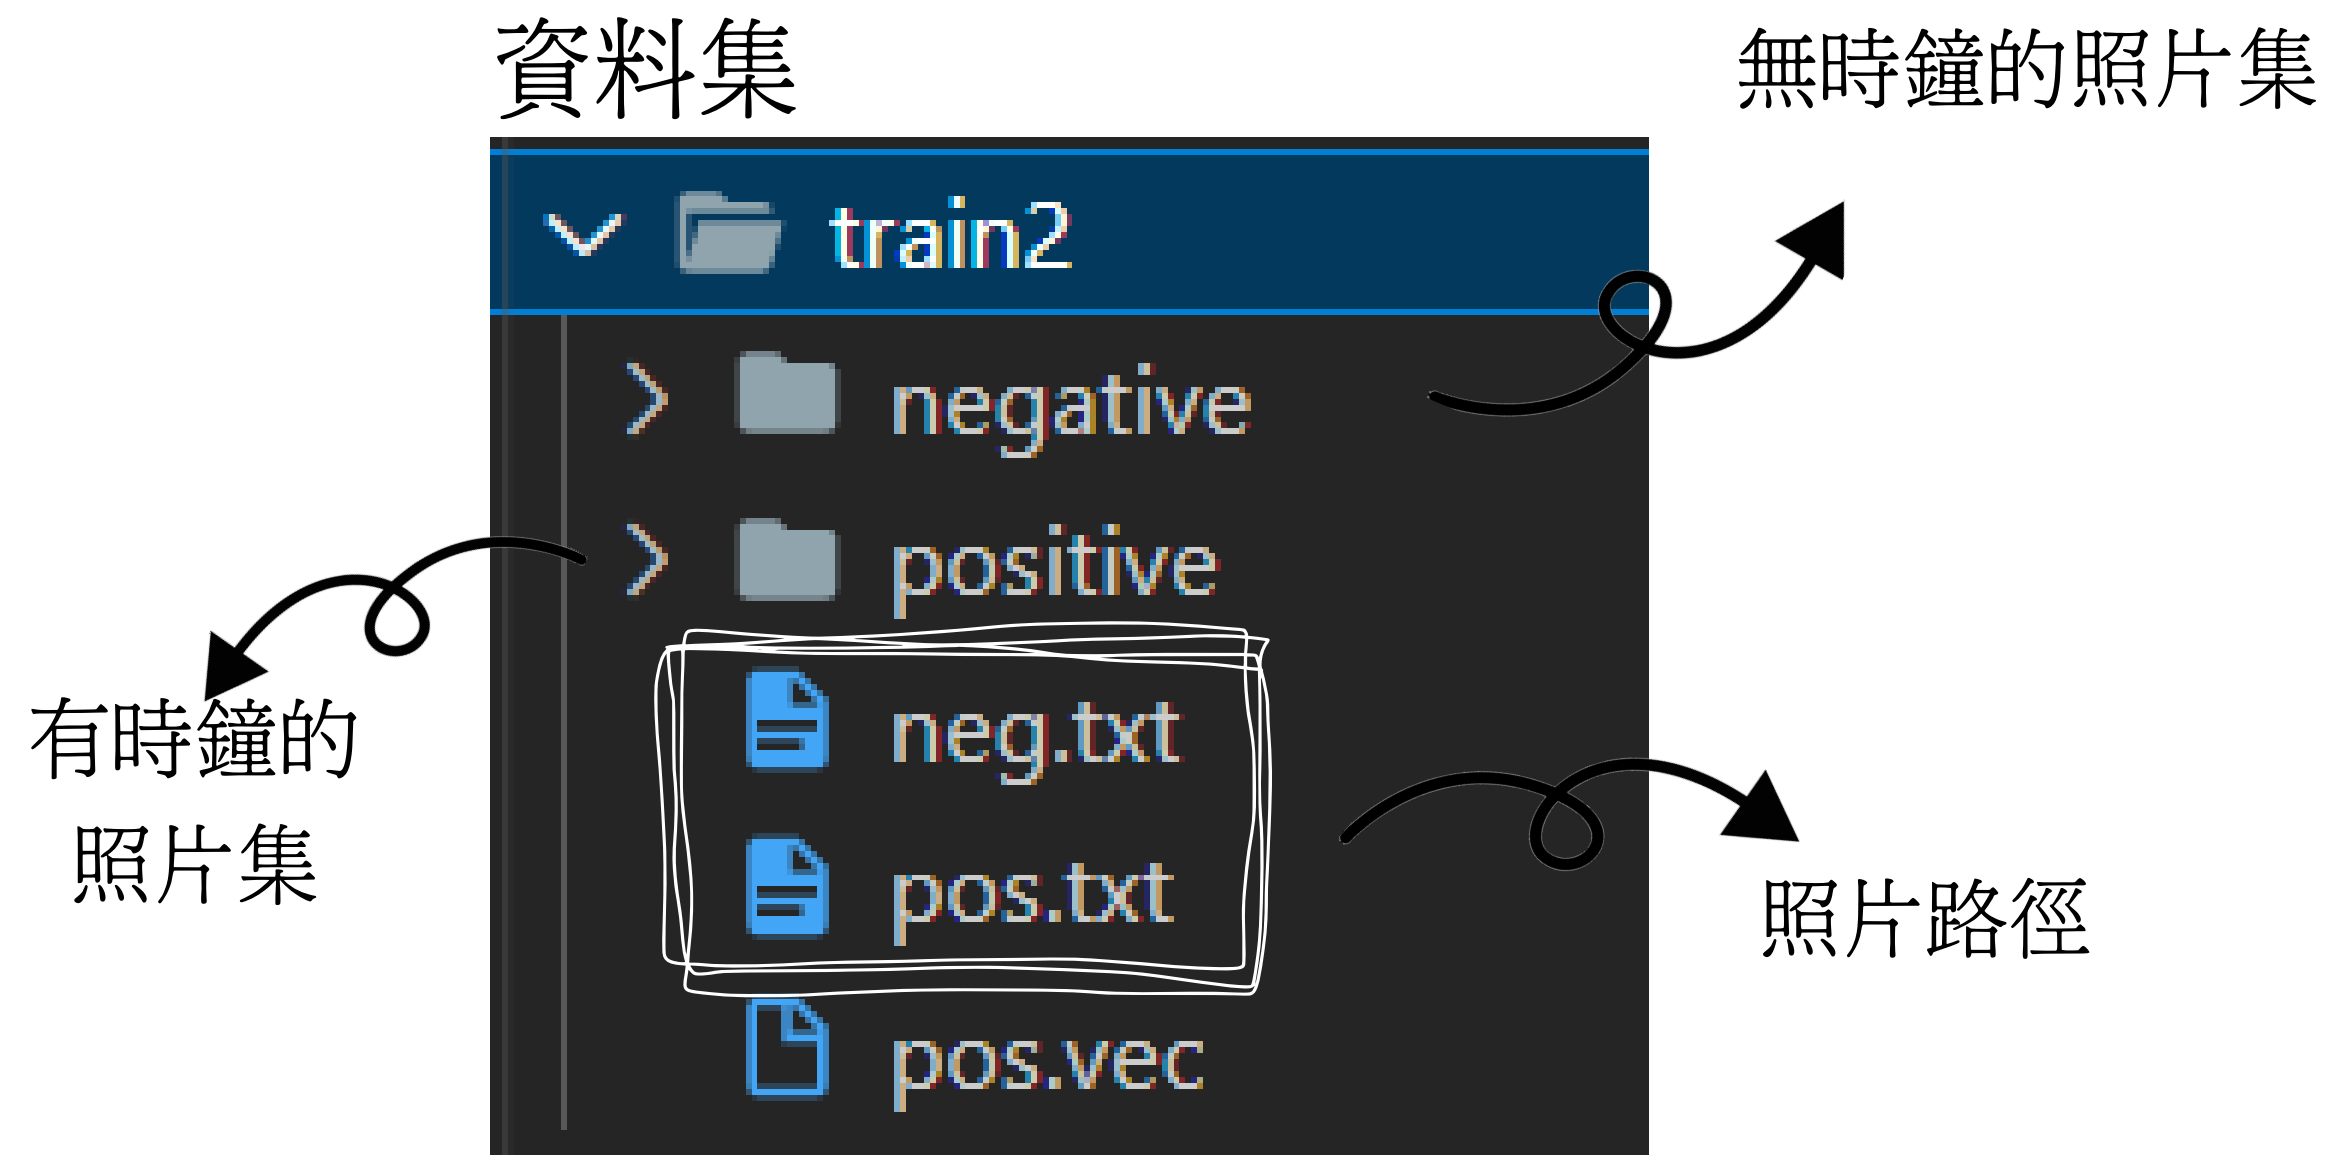 資料集
無時鐘的照片集
train2
negative
positive
有時鐘的
照片集
neg.txt
pos.txt
照片路徑
pos.vec